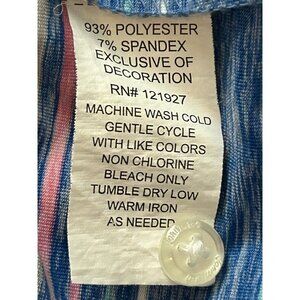 93% POLYESTER
7% SPANDEX
EXCLUSIVE OF
DECORATION
RN# 121927
MACHINE WASH COLD
GENTLE CYCLE
WITH LIKE COLORS
NON CHLORINE
BLEACH ONLY
TUMBLE DRY LOW
WARM IRON
AS NEEDED